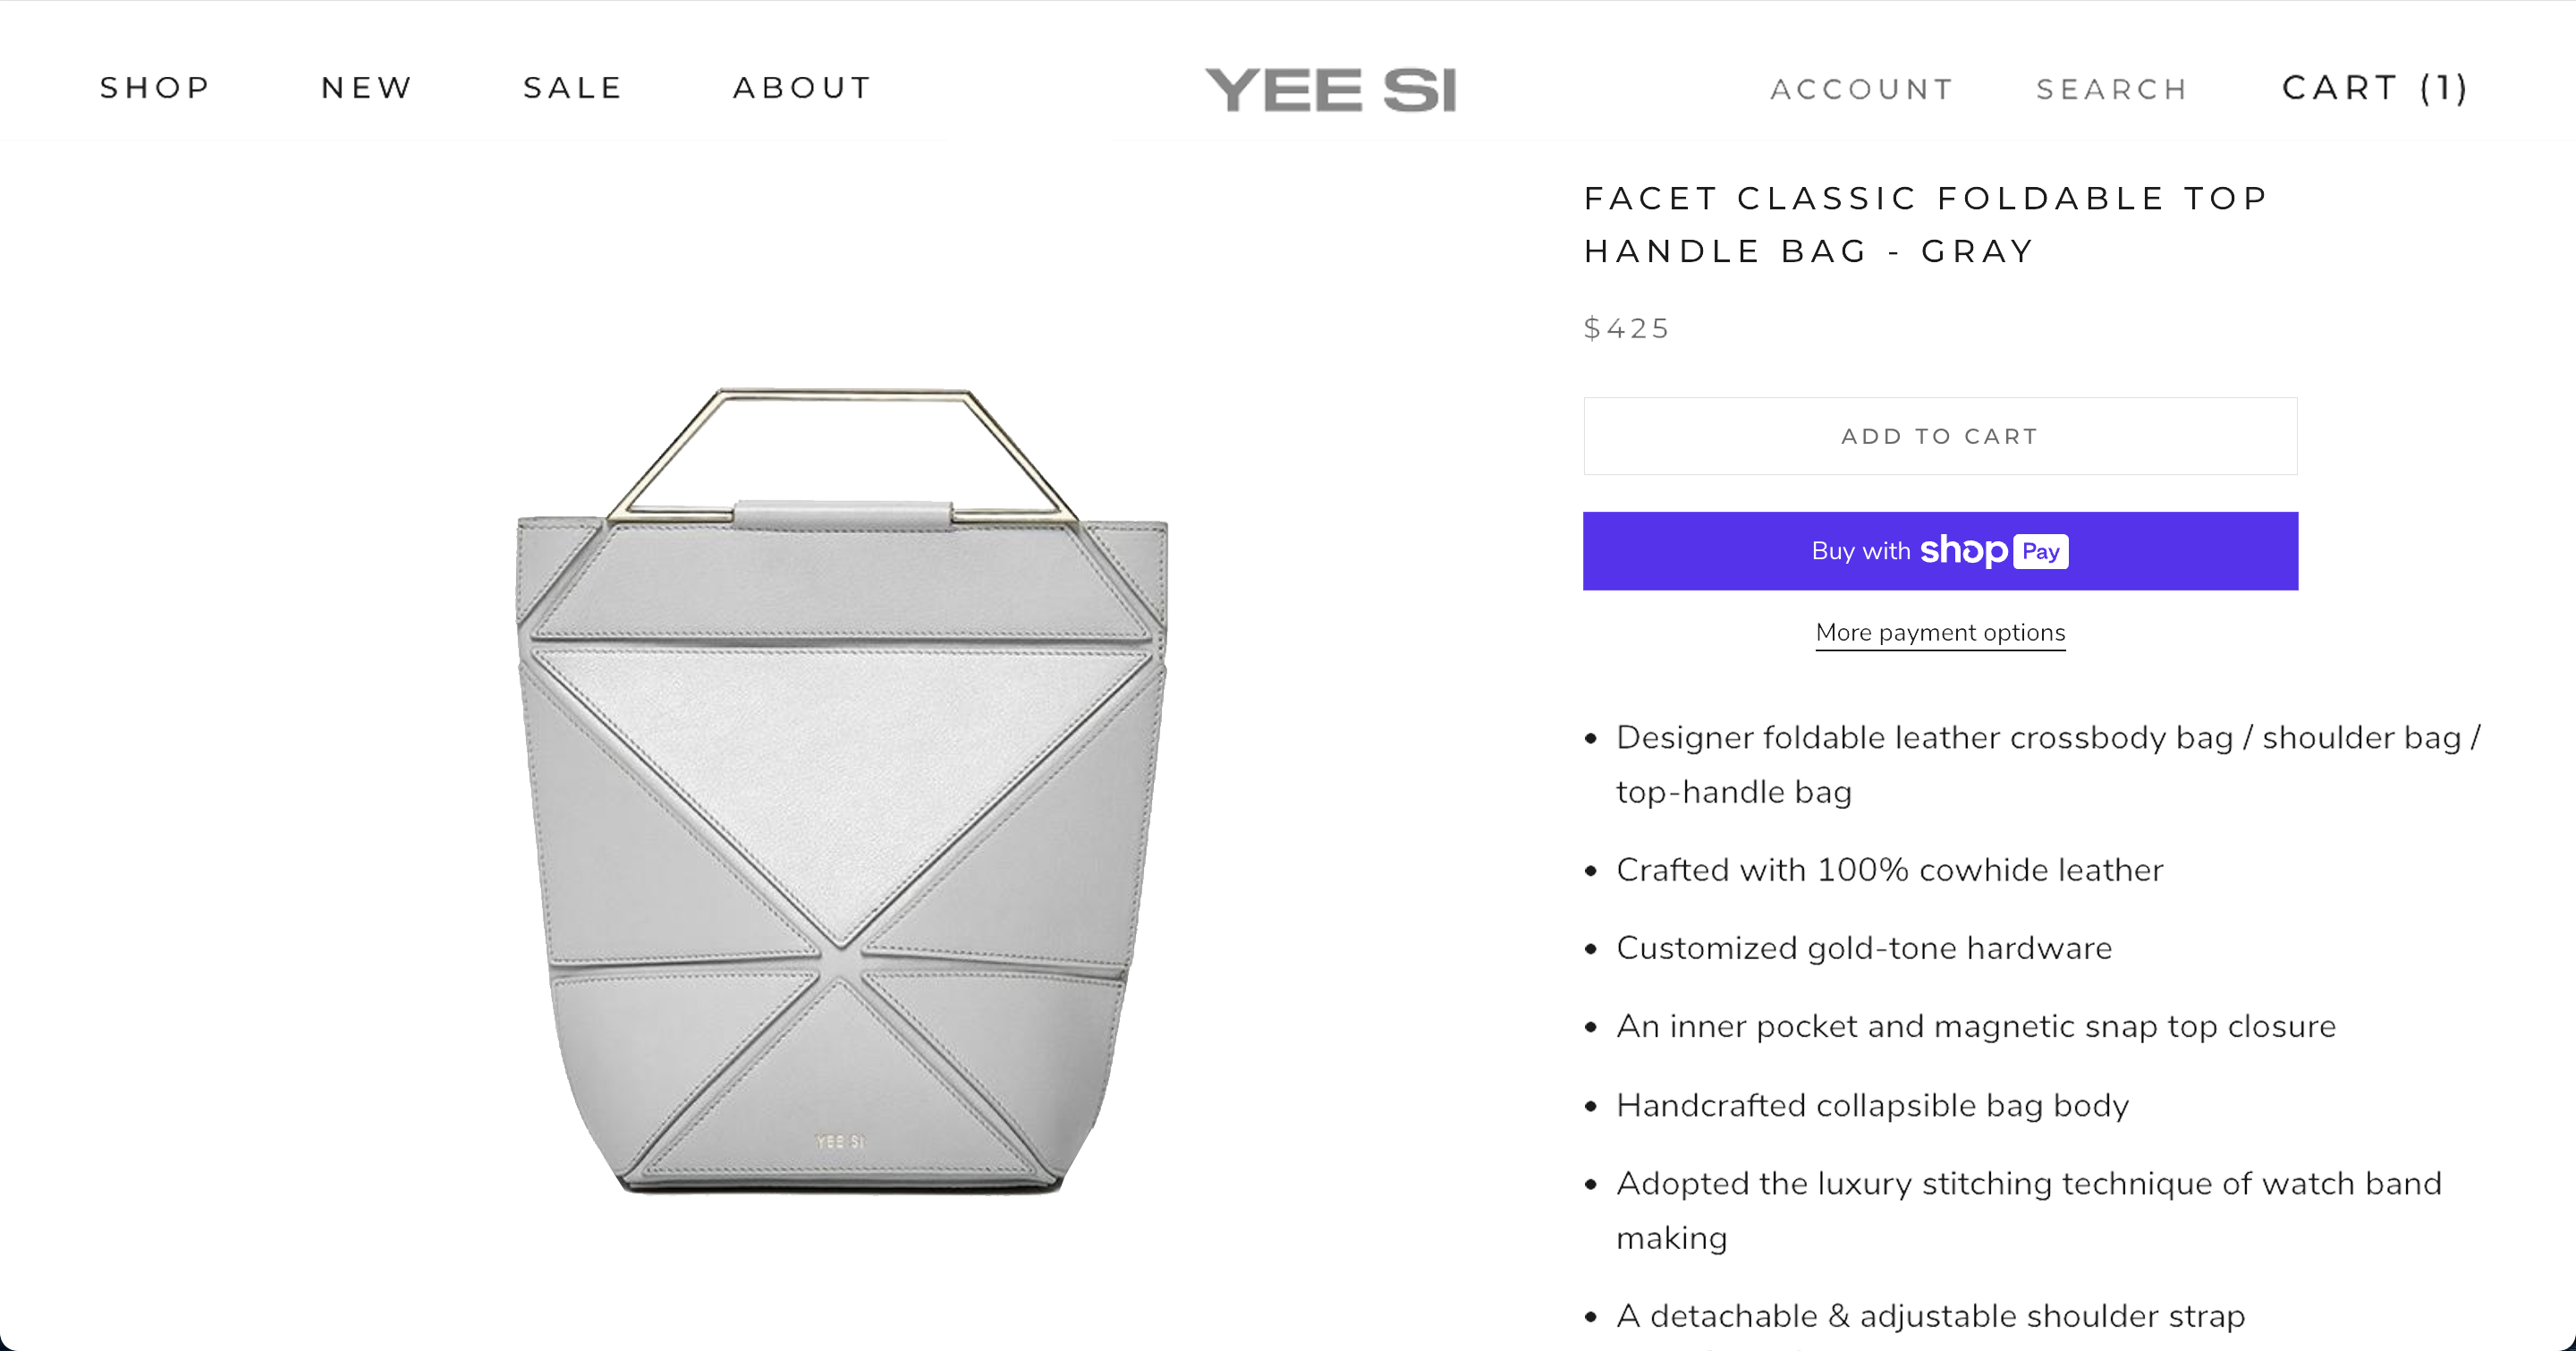 SHOP NEW SALE ABOUT YEE SI ACCOUNT SEARCH CART (1)
FACET CLASSIC FOLDABLE TOP
HANDLE BAG - GRAY
$425
ADD TO CART
Buy with shop Pay
More payment options
• Designer foldable leather crossbody bag / shoulder bag /
top-handle bag
• Crafted with 100% cowhide leather
• Customized gold-tone hardware
• An inner pocket and magnetic snap top closure
• Handcrafted collapsible bag body
• Adopted the luxury stitching technique of watch band
making
• A detachable & adjustable shoulder strap
YEE SI